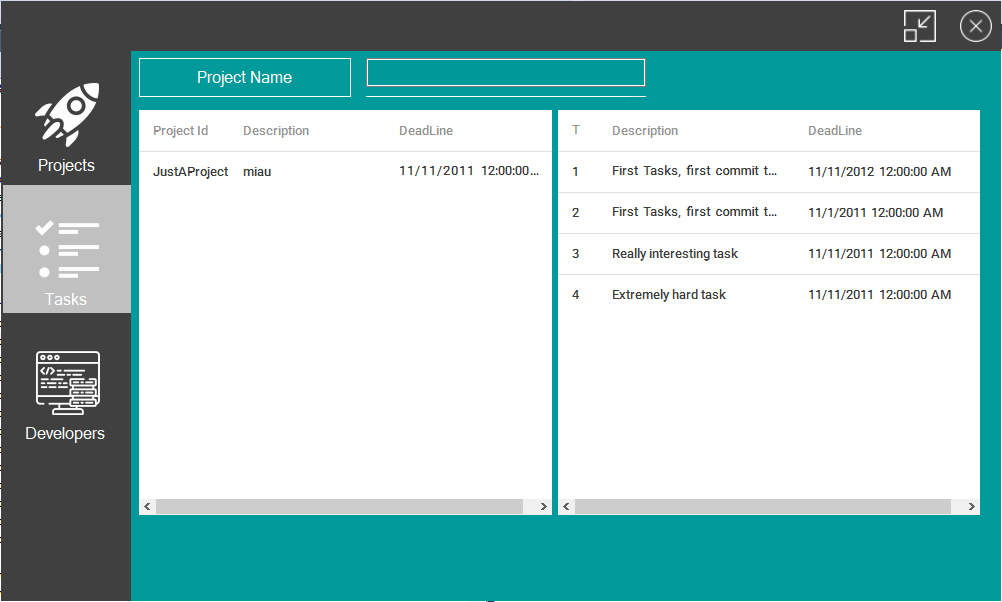 Project Name
Projects
Tasks
Developers
Project Id Description DeadLine
JustAProject miau 11/11/2011 12:00:00...
T Description DeadLine
1 First Tasks, first commit t... 11/11/2012 12:00:00 AM
2 First Tasks, first commit t... 11/1/2011 12:00:00 AM
3 Really interesting task 11/11/2011 12:00:00 AM
4 Extremely hard task 11/11/2011 12:00:00 AM